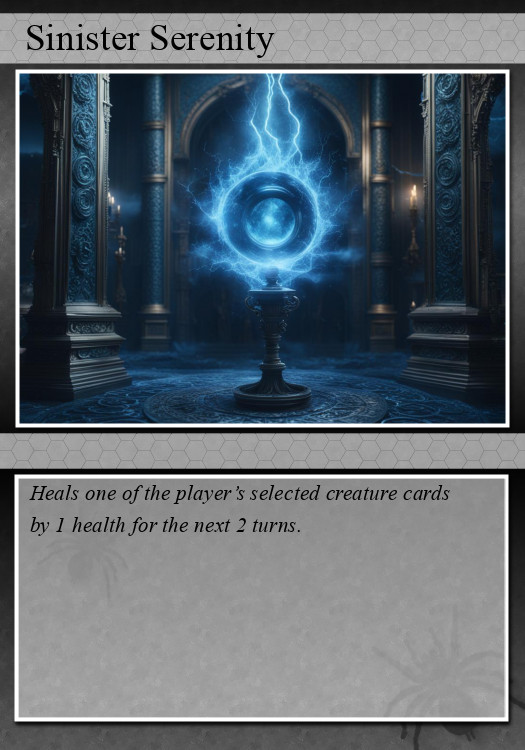 Sinister Serenity
Heals one of the player’s selected creature cards
by 1 health for the next 2 turns.